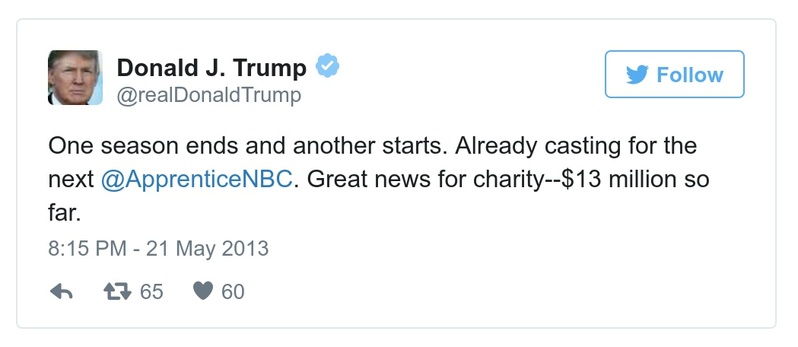 Donald J. Trump
@realDonaldTrump
Follow
One season ends and another starts. Already casting for the
next @ApprenticeNBC. Great news for charity--$13 million so
far.
8:15 PM - 21 May 2013
65 60